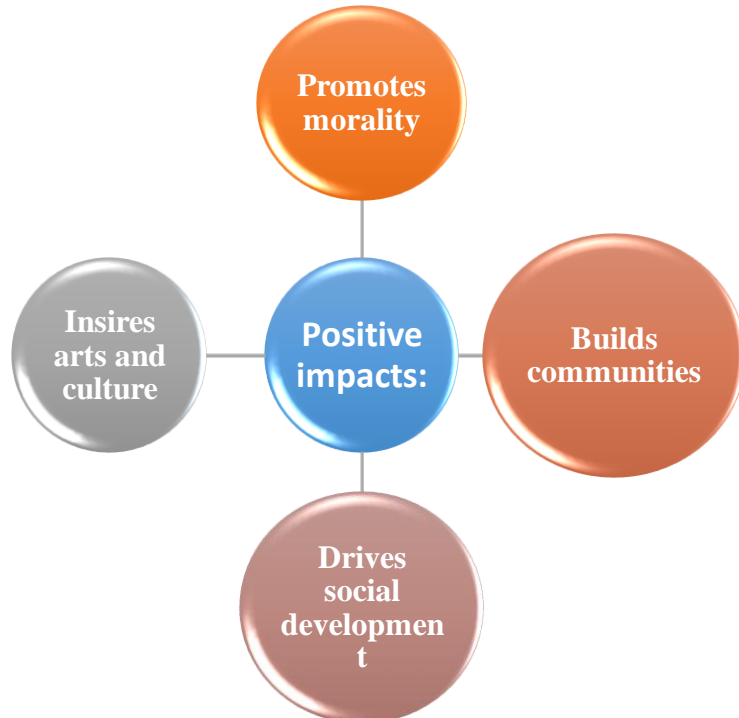 Promotes
morality
Insires
arts and
culture
Positive
impacts:
Builds
communities
Drives
social
developmen
t